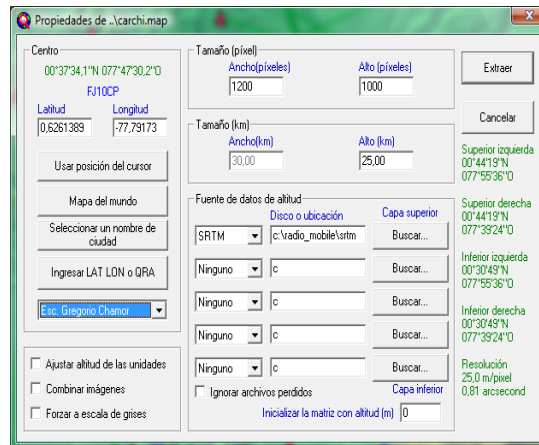 Propiedades de ..\carchi.map
Centro
00°37'34,1''N 077°47'30,2''O
FJ10CP
Latitud Longitud
0,6261389 -77,79173
Usar posición del cursor
Mapa del mundo
Seleccionar un nombre de
ciudad
Ingresar LAT LON o QRA
Esc. Gregorio Chamor
Ajustar altitud de las unidades
Combinar imágenes
Forzar a escala de grises
Tamaño (píxel)
Ancho(píxeles) Alto (píxeles)
1200 1000
Tamaño (km)
Ancho(km) Alto (km)
30,00 25,00
Fuente de datos de altitud
Disco o ubicación Capa superior
SRTM c:\radio_mobile\srtm Buscar...
Ninguno c Buscar...
Ninguno c Buscar...
Ninguno c Buscar...
Ninguno c Buscar...
Ignorar archivos perdidos Capa inferior
Inicializar la matriz con altitud (m) 0
Extraer
Cancelar
Superior izquierda
00°44'19''N
077°55'36''O
Superior derecha
00°44'19''N
077°39'24''O
Inferior izquierda
00°30'49''N
077°55'36''O
Inferior derecha
00°30'49''N
077°39'24''O
Resolución
25,0 m/pixel
0,81 arcsecond